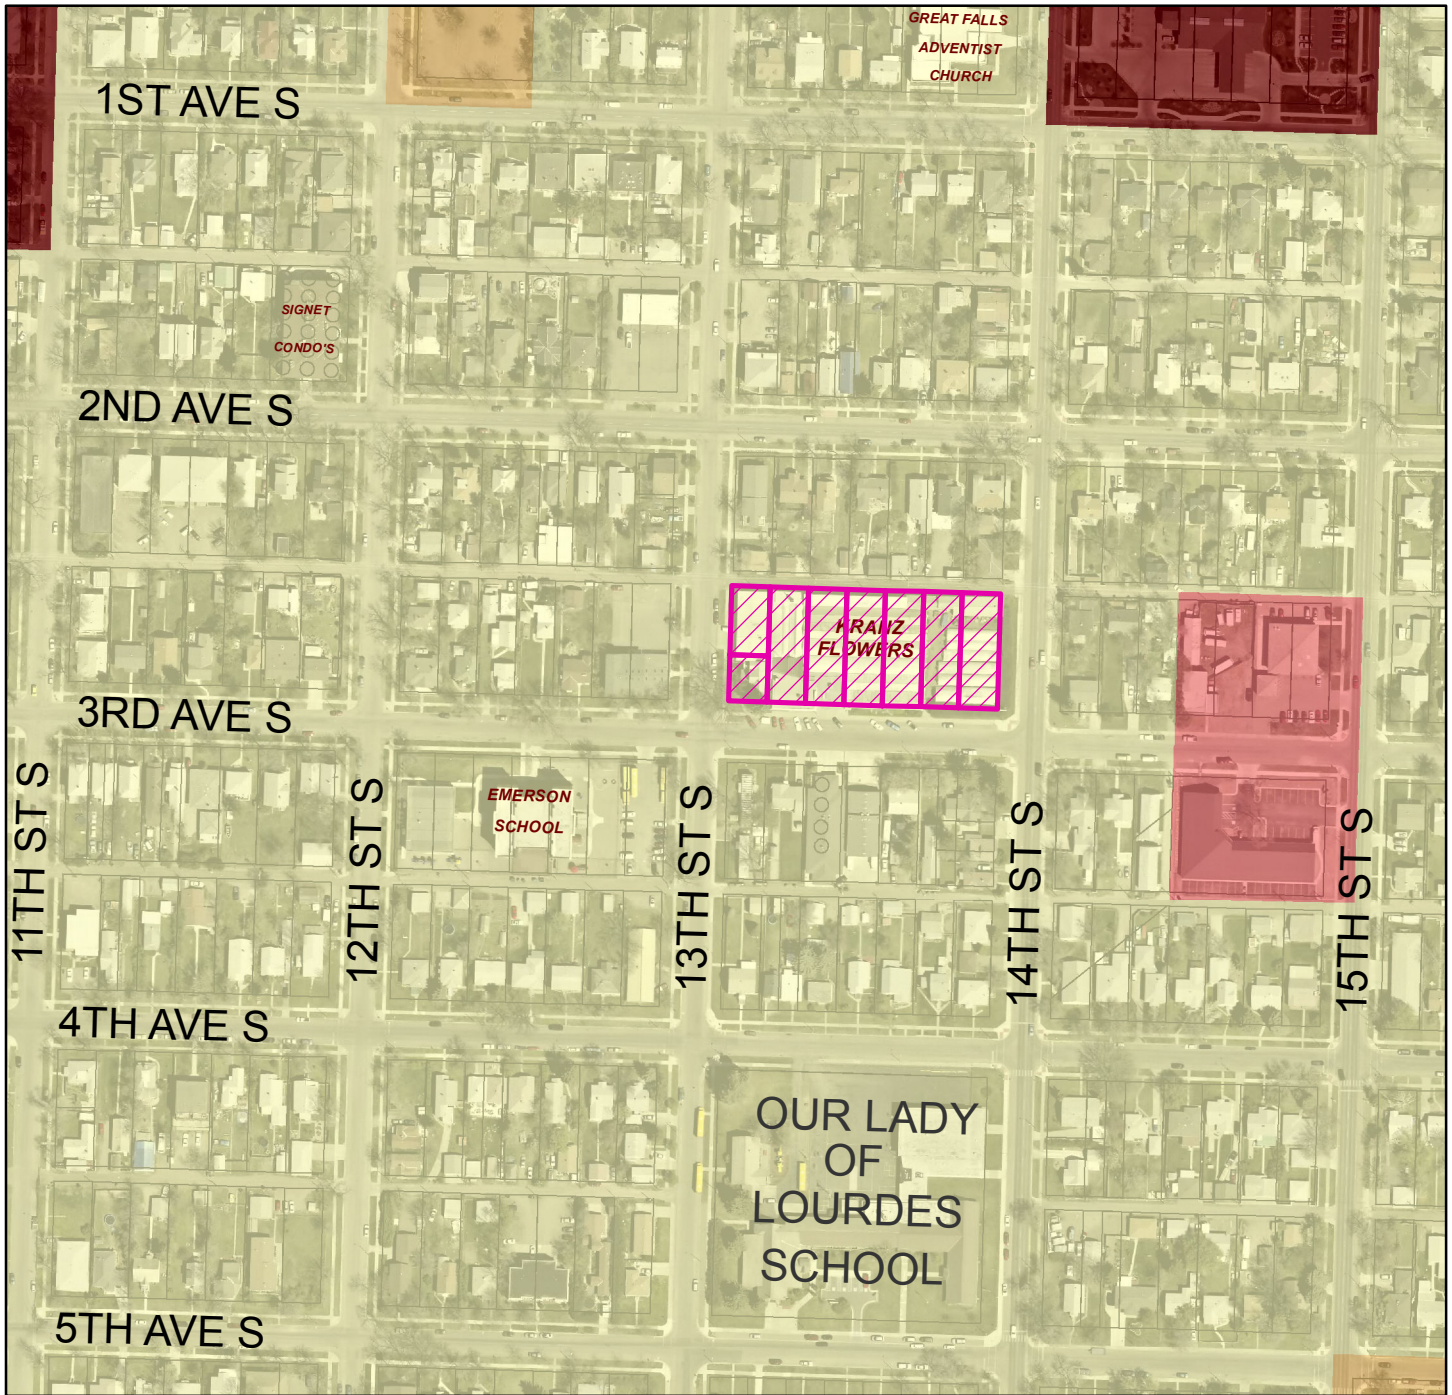 GREAT FALLS
ADVENTIST
CHURCH
1ST AVE S
SIGNET
CONDO'S
2ND AVE S
KRANZ
FLOWERS
3RD AVE S
11TH ST S
12TH ST S
EMERSON
SCHOOL
13TH ST S
14TH ST S
15TH ST S
4TH AVE S
OUR LADY
OF
LOURDES
SCHOOL
5TH AVE S